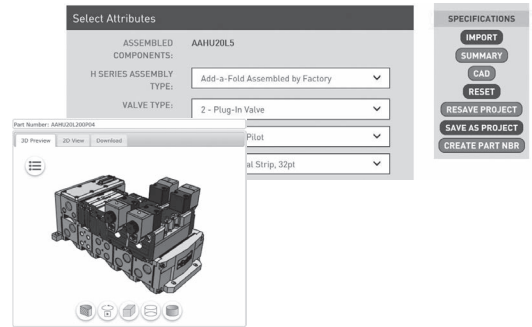 Select Attributes
ASSEMBLED COMPONENTS:
AAHU20L5
H SERIES ASSEMBLY TYPE:
Add-a-Fold Assembled by Factory
VALVE TYPE:
2 - Plug-In Valve
Pilot
al Strip, 32pt
Part Number: AAHU20L200P04
3D Preview
2D View
Download
SPECIFICATIONS
IMPORT
SUMMARY
CAD
RESET
RESAVE PROJECT
SAVE AS PROJECT
CREATE PART NBR